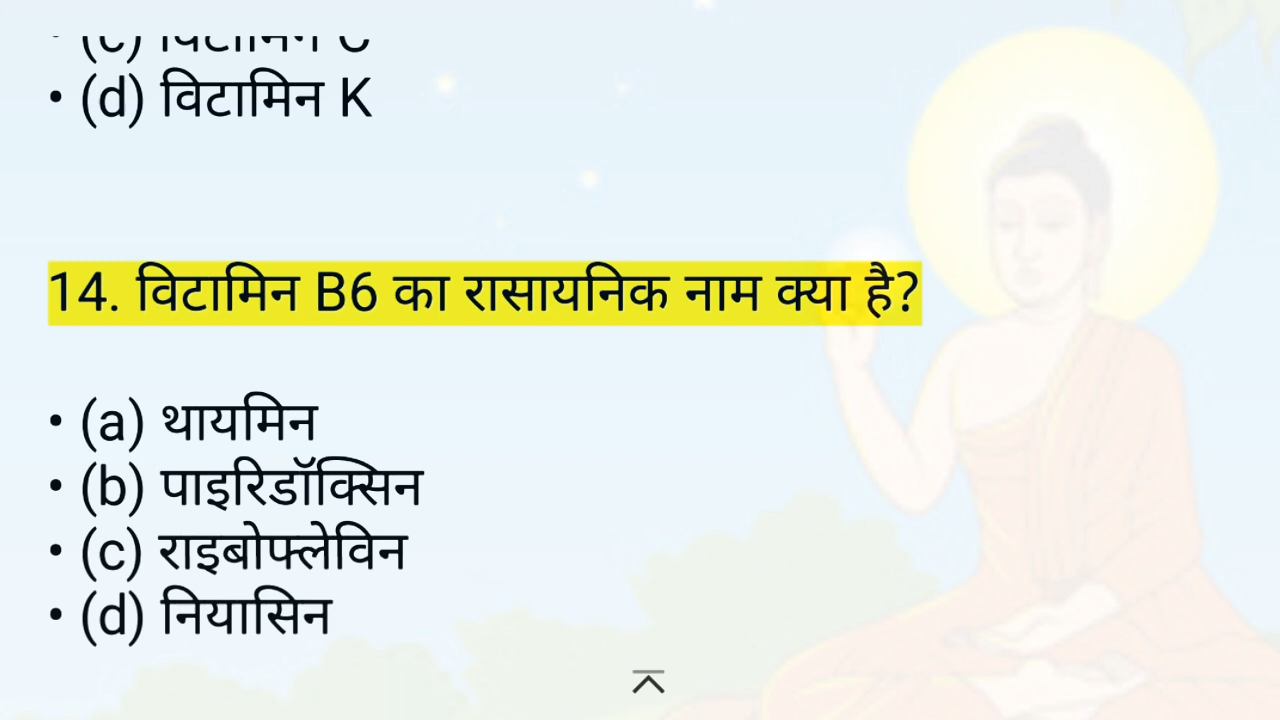 • (c) विटामिन C
• (d) विटामिन K
14. विटामिन B6 का रासायनिक नाम क्या है?
• (a) थायमिन
• (b) पाइरिडॉक्सिन
• (c) राइबोफ्लेविन
• (d) नियासिन